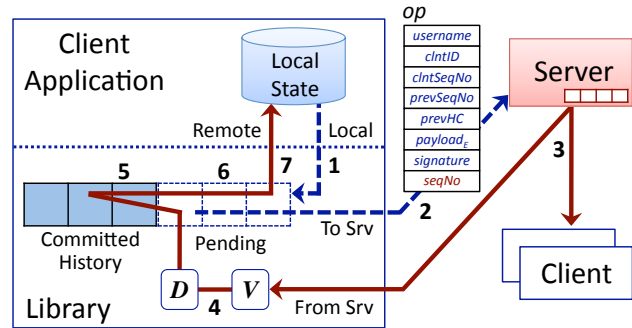 op
Client
Application
Local
State
username
clntID
clntSeqNo
prevSeqNo
prevHC
payloadE
signature
seqNo
Server
Remote
Local
5
6
7
1
2
3
Committed
History
Pending
To Srv
D
V
4
From Srv
Library
Client